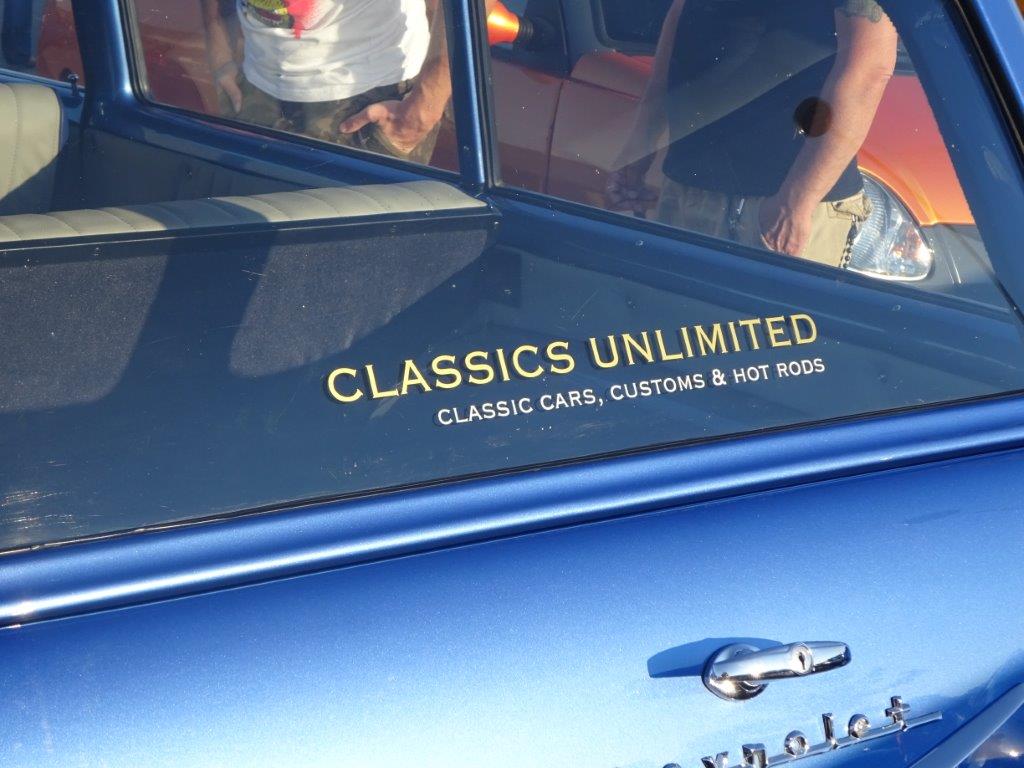 CLASSICS UNLIMITED
CLASSIC CARS, CUSTOMS & HOT RODS